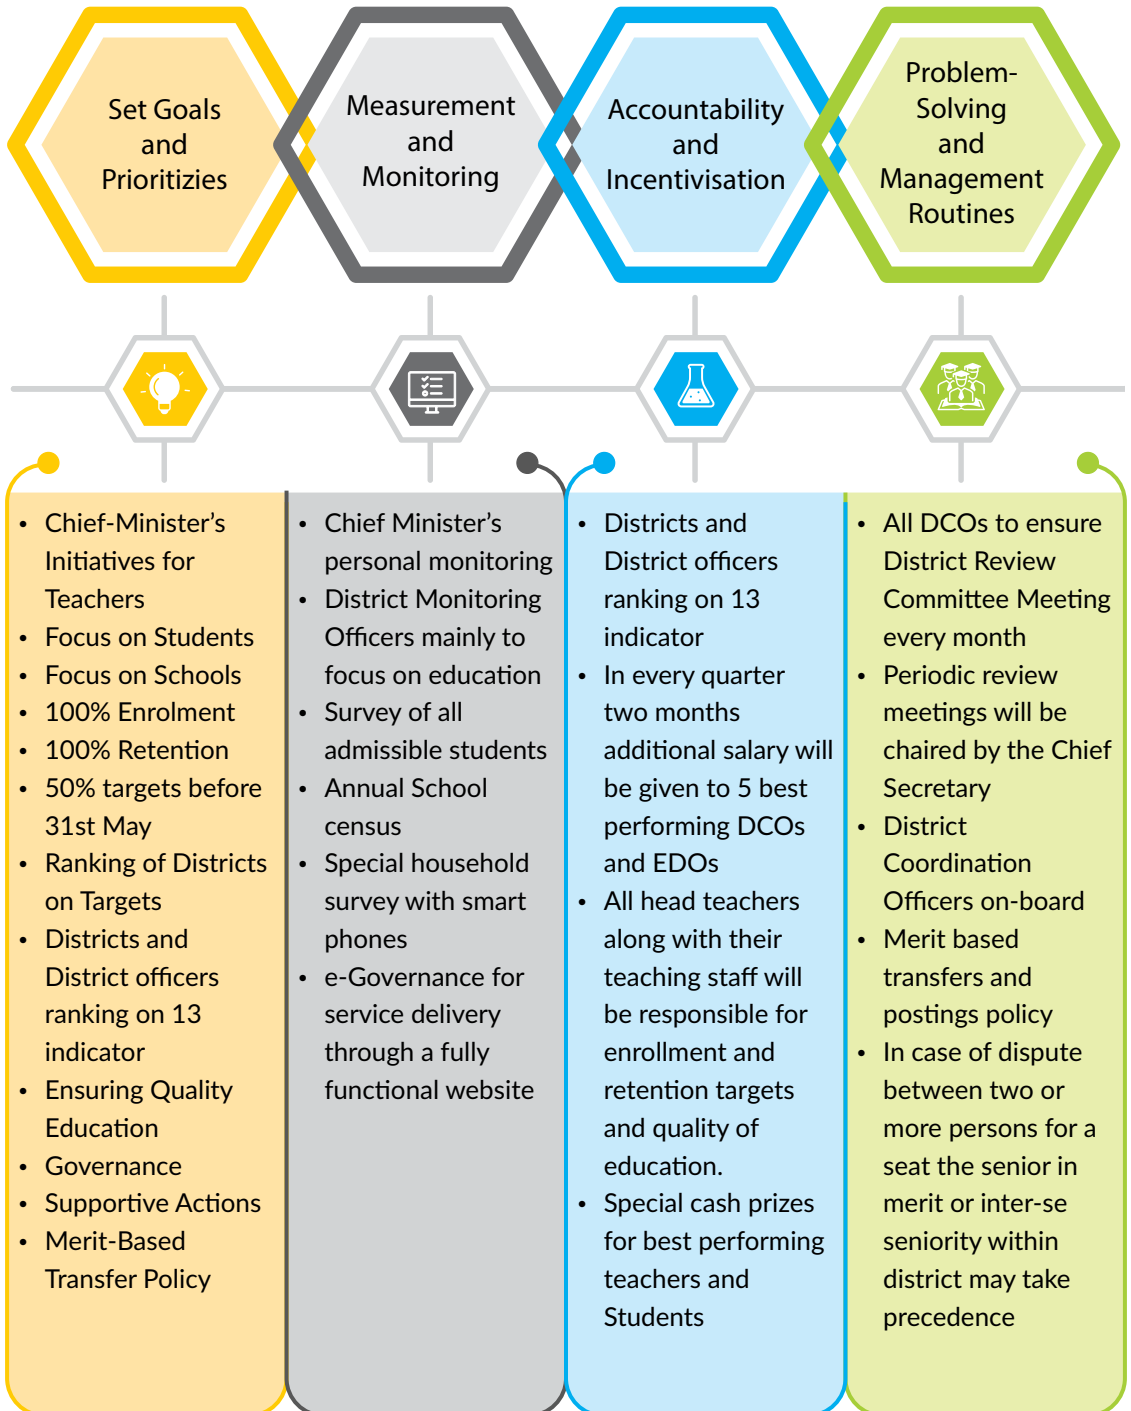 Set Goals
and
Prioritizies
Measurement
and
Monitoring
Accountability
and
Incentivisation
Problem-
Solving
and
Management
Routines
• Chief-Minister’s
Initiatives for
Teachers
• Focus on Students
• Focus on Schools
• 100% Enrolment
• 100% Retention
• 50% targets before
31st May
• Ranking of Districts
on Targets
• Districts and
District officers
ranking on 13
indicator
• Ensuring Quality
Education
• Governance
• Supportive Actions
• Merit-Based
Transfer Policy
• Chief Minister’s
personal monitoring
• District Monitoring
Officers mainly to
focus on education
• Survey of all
admissible students
• Annual School
census
• Special household
survey with smart
phones
• e-Governance for
service delivery
through a fully
functional website
• Districts and
District officers
ranking on 13
indicator
• In every quarter
two months
additional salary will
be given to 5 best
performing DCOs
and EDOs
• All head teachers
along with their
teaching staff will
be responsible for
enrollment and
retention targets
and quality of
education.
• Special cash prizes
for best performing
teachers and
Students
• All DCOs to ensure
District Review
Committee Meeting
every month
• Periodic review
meetings will be
chaired by the Chief
Secretary
• District
Coordination
Officers on-board
• Merit based
transfers and
postings policy
• In case of dispute
between two or
more persons for a
seat the senior in
merit or inter-se
seniority within
district may take
precedence